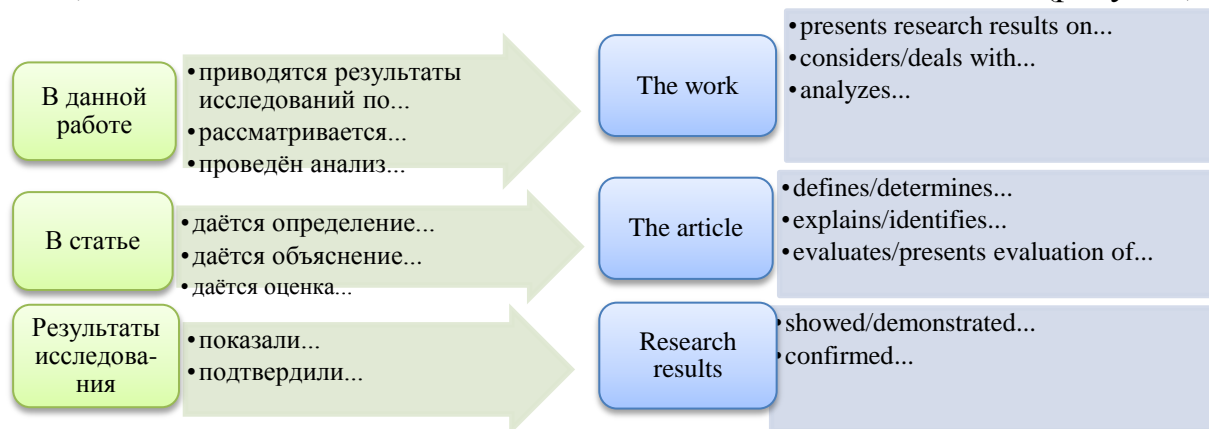 В данной
работе
•приводятся результаты
исследований по...
•рассматривается...
•проведён анализ...
The work
•presents research results on...
•considers/deals with...
•analyzes...
В статье
•даётся определение...
•даётся объяснение...
•даётся оценка...
The article
•defines/determines...
•explains/identifies...
•evaluates/presents evaluation of...
Результаты
исследова-
ния
•показали...
•подтвердили...
Research
results
•showed/demonstrated...
•confirmed...